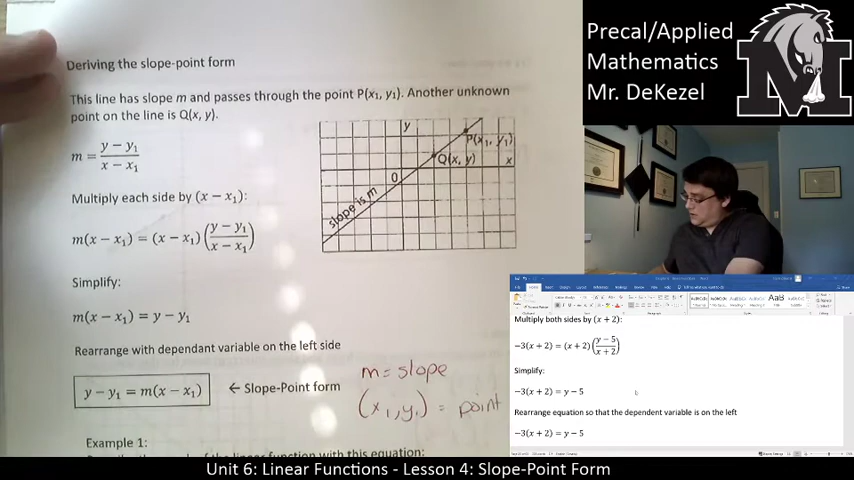 Deriving the slope-point form
This line has slope m and passes through the point P(x₁, y₁). Another unknown
point on the line is Q(x, y).
m = (y − y₁)/(x − x₁)
Multiply each side by (x − x₁):
m(x − x₁) = (x − x₁)((y − y₁)/(x − x₁))
Simplify:
m(x − x₁) = y − y₁
Rearrange with dependant variable on the left side
y − y₁ = m(x − x₁) ← Slope-Point form
Example 1:
y
P(x₁, y₁)
Q(x, y)
x
0
slope is m
m = slope
(x₁, y₁) = point
Precal/Applied
Mathematics
Mr. DeKezel
M
Multiply both sides by (x + 2):
−3(x + 2) = (x + 2)((y − 5)/(x + 2))
Simplify:
−3(x + 2) = y − 5
Rearrange equation so that the dependent variable is on the left
−3(x + 2) = y − 5
Unit 6: Linear Functions - Lesson 4: Slope-Point Form